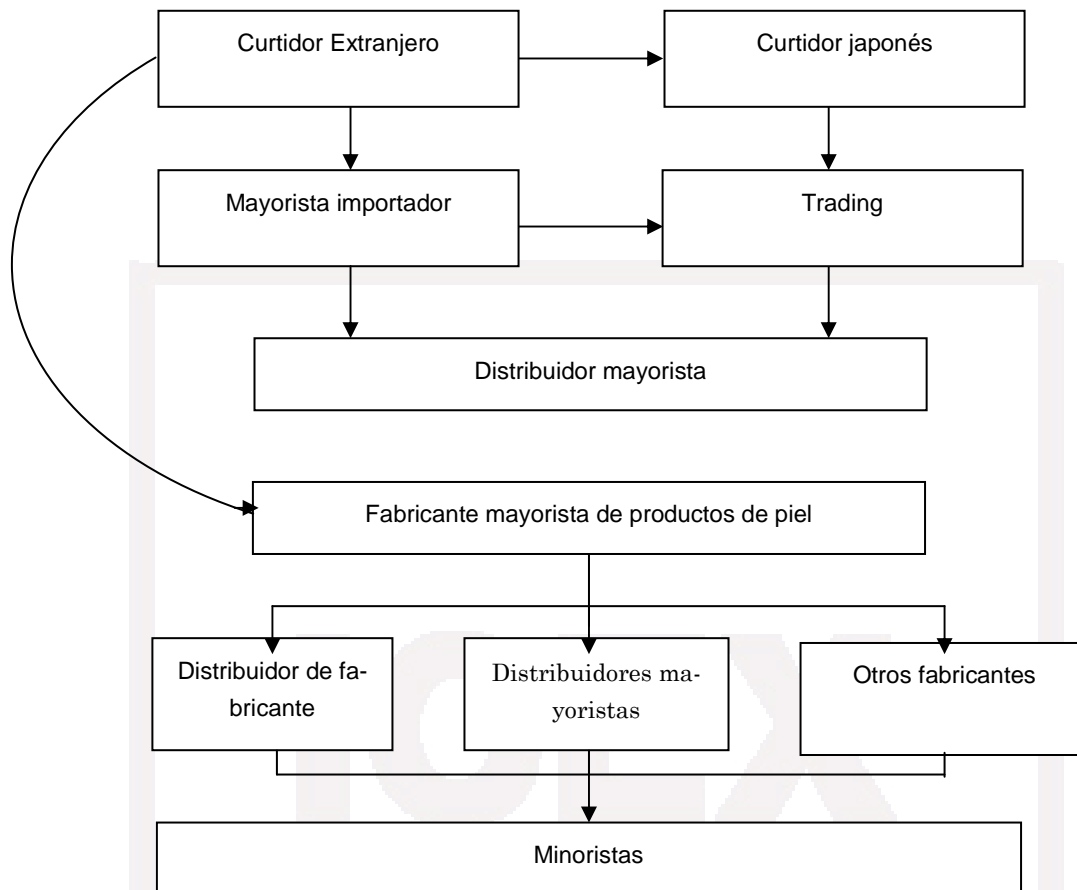 Curtidor Extranjero
Curtidor japonés
Mayorista importador
Trading
Distribuidor mayorista
Fabricante mayorista de productos de piel
Distribuidor de fa-
bricante
Distribuidores ma-
yoristas
Otros fabricantes
Minoristas
ICEX